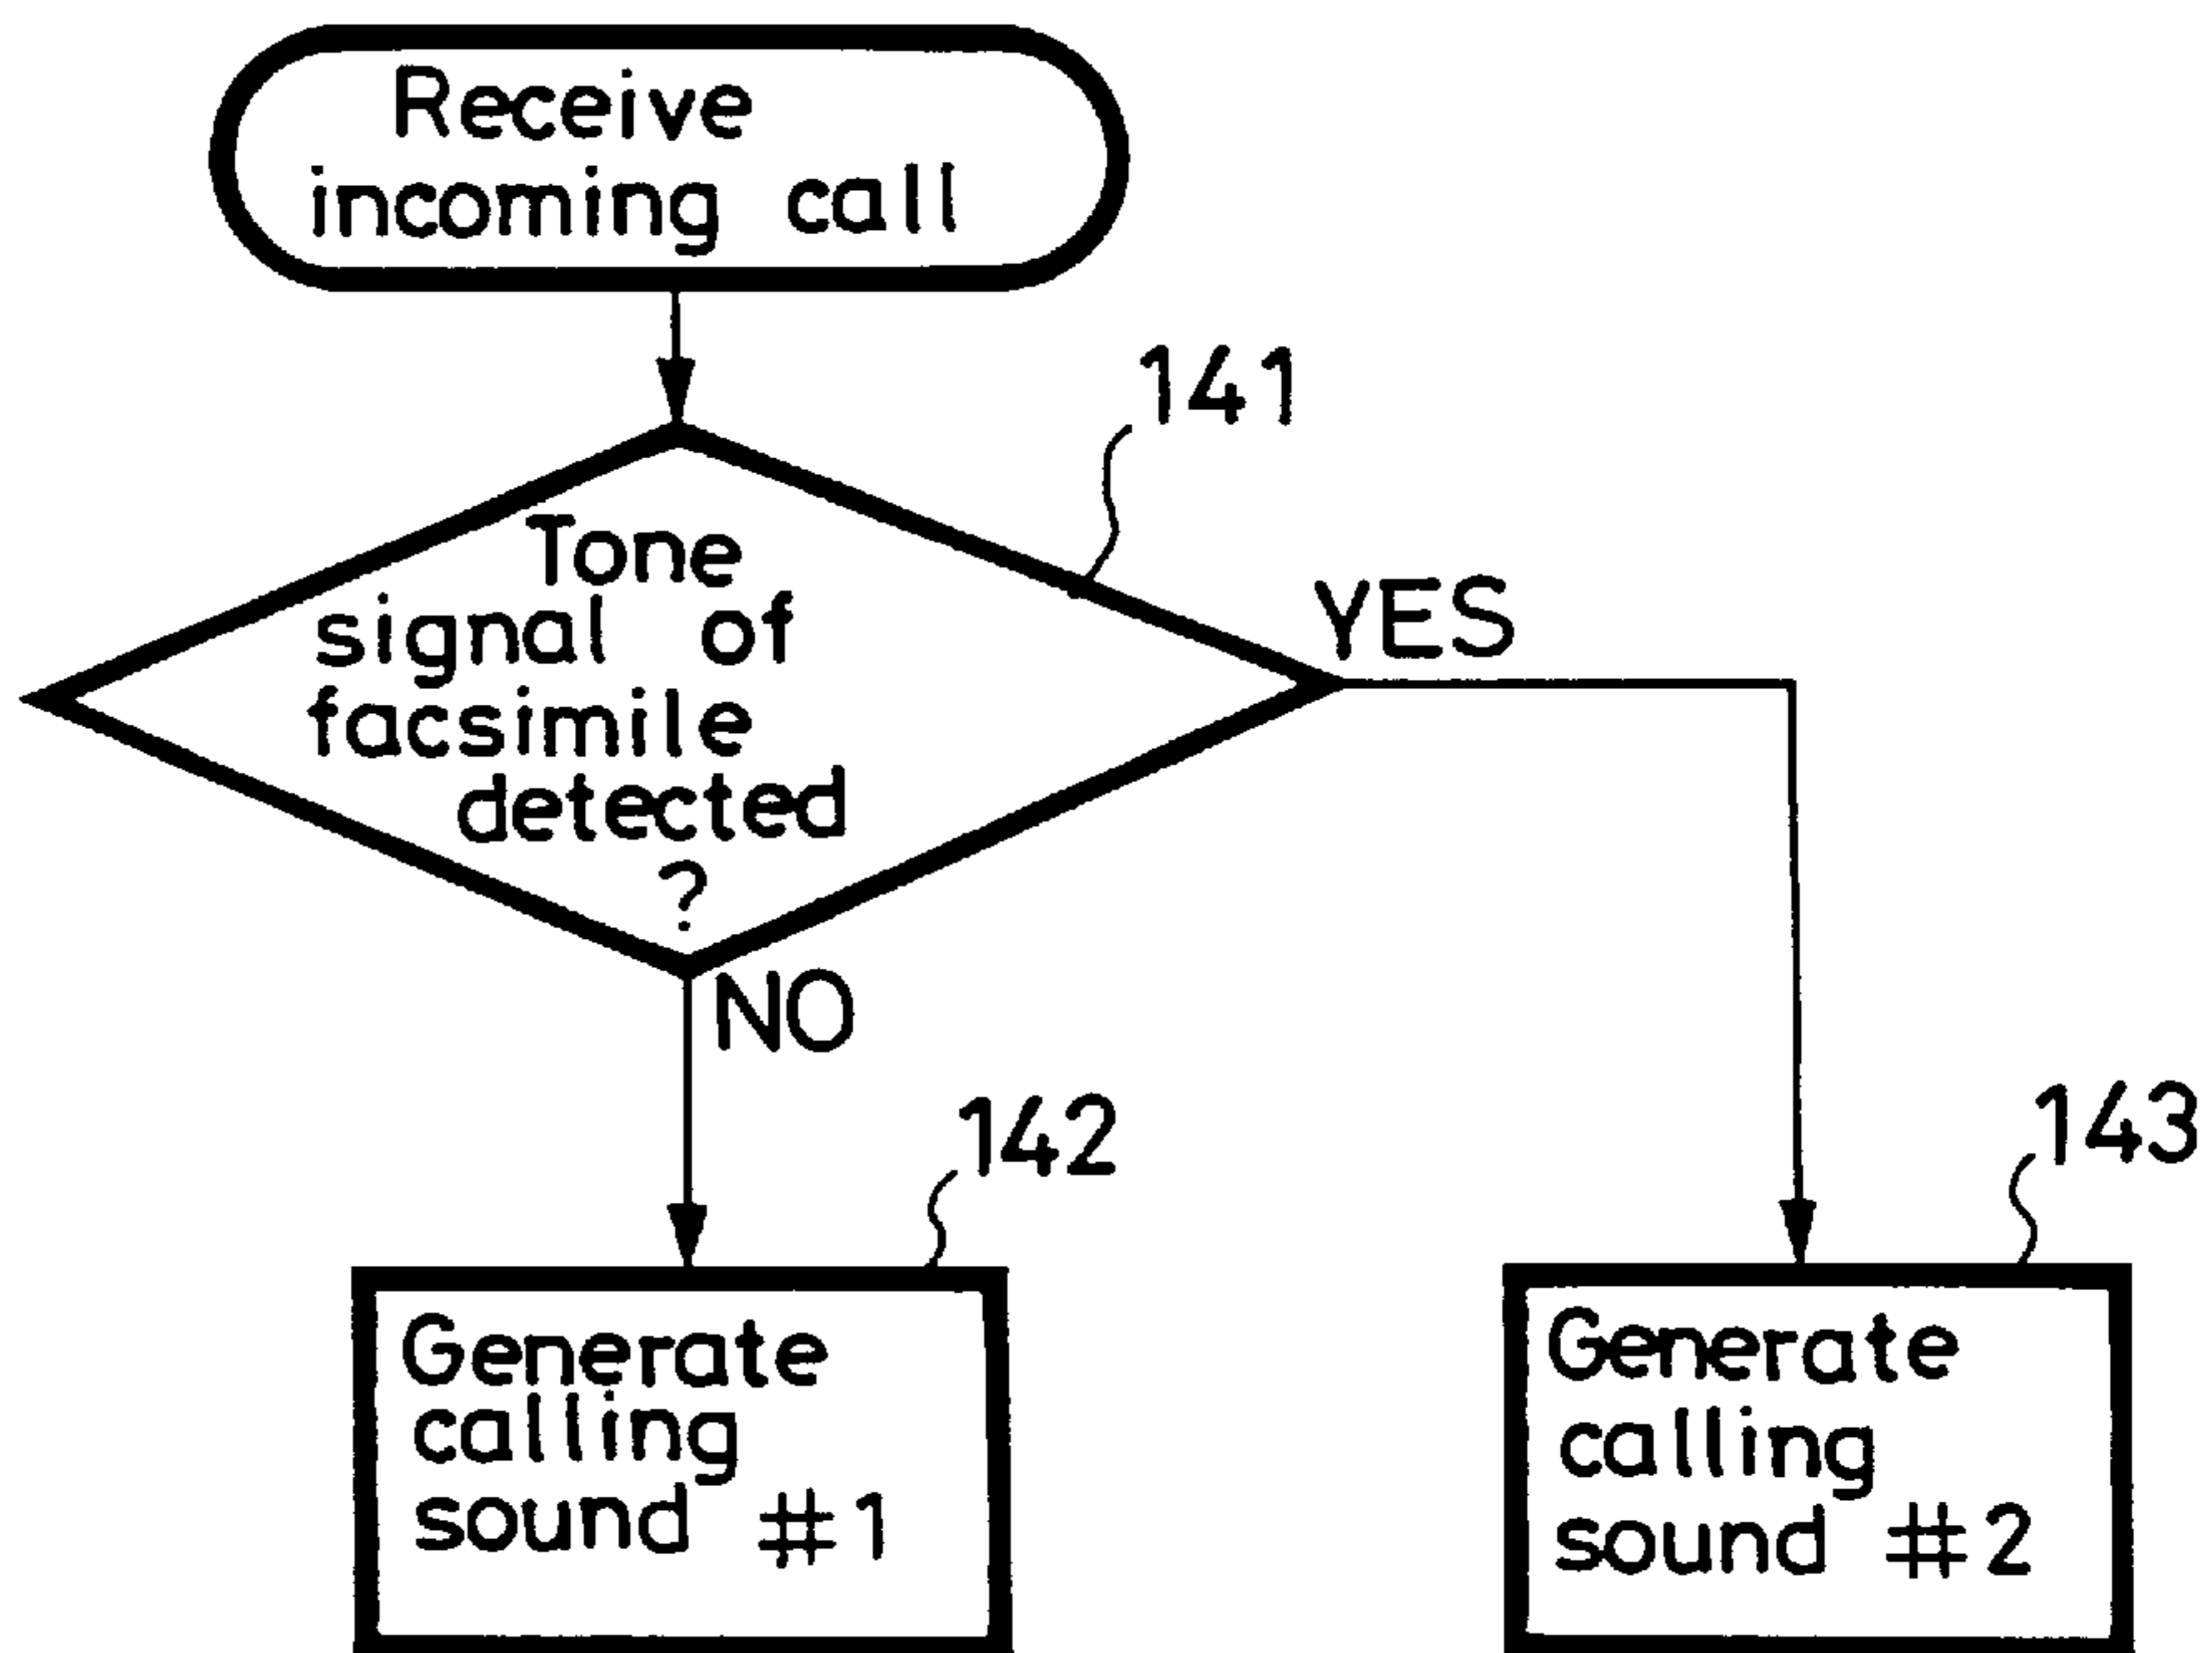 Receive
incoming call
141
Tone
signal of
facsimile
detected
?
YES
NO
142
143
Generate
calling
sound #1
Generate
calling
sound #2